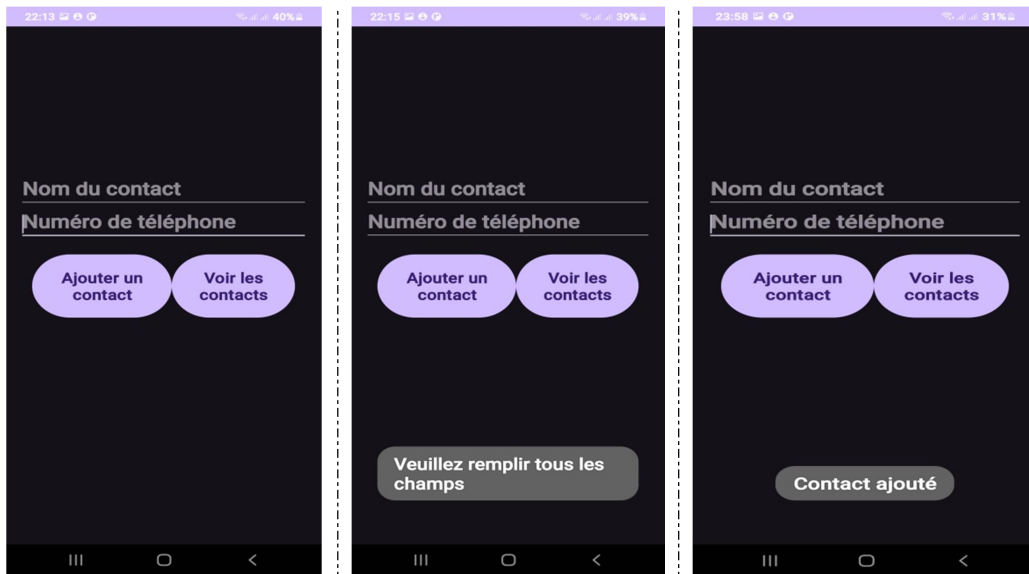 22:13
40%
Nom du contact
Numéro de téléphone
Ajouter un
contact
Voir les
contacts
22:15
39%
Nom du contact
Numéro de téléphone
Ajouter un
contact
Voir les
contacts
Veuillez remplir tous les
champs
23:58
31%
Nom du contact
Numéro de téléphone
Ajouter un
contact
Voir les
contacts
Contact ajouté